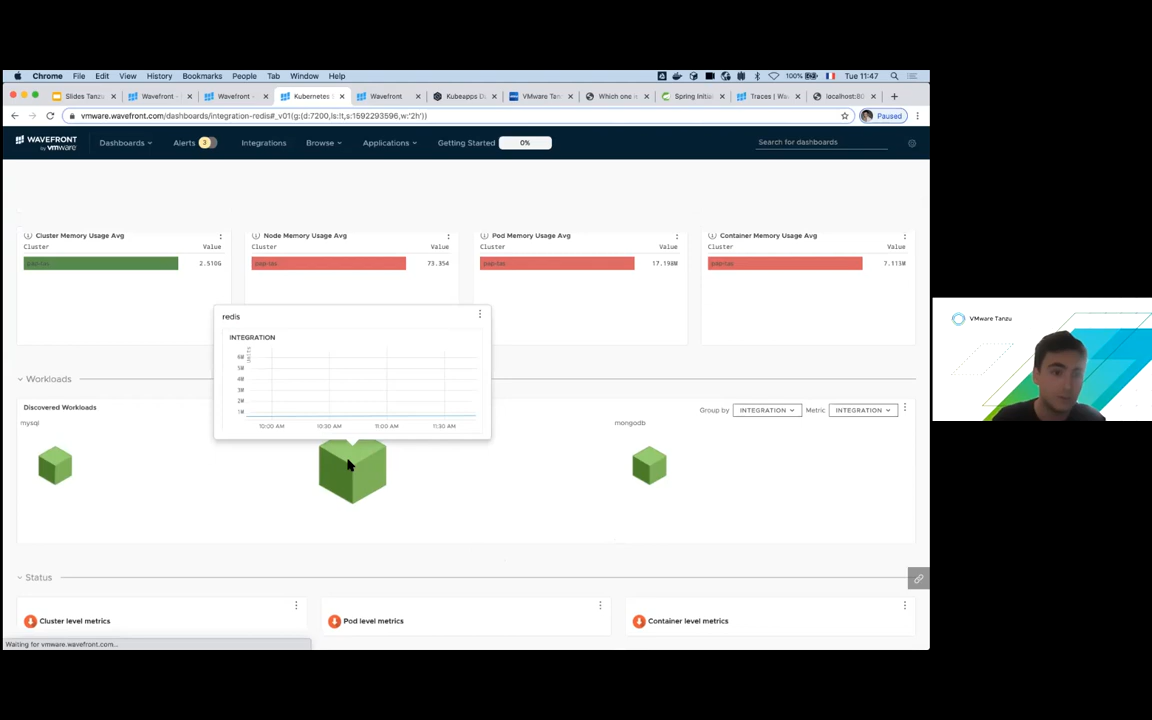 Chrome File Edit View History Bookmarks People Tab Window Help 100% Tue 11:47
Slides Tanz Wavefront - Wavefront - Kubernetes Wavefront Kubeapps D VMware Tan Which one Spring Initial Traces | Wa localhost:80
vmware.wavefront.com/dashboards/integration-redis#_v01(g:(d:7200,ls:!t,s:1592293596,w:'2h')) Paused
WAVEFRONT by vmware Dashboards Alerts 3 Integrations Browse Applications Getting Started 0% Search for dashboards
Cluster Memory Usage Avg Node Memory Usage Avg Pod Memory Usage Avg Container Memory Usage Avg
Cluster Value Cluster Value Cluster Value Cluster Value
2.510G 73.354 17.198M 7.113M
redis
INTEGRATION
UNITS
6M
5M
4M
3M
2M
1M
10:00 AM 10:30 AM 11:00 AM 11:30 AM
Workloads
Discovered Workloads Group by INTEGRATION Metric INTEGRATION
mysql mongodb
Status
Cluster level metrics Pod level metrics Container level metrics
Waiting for vmware.wavefront.com...
VMware Tanzu